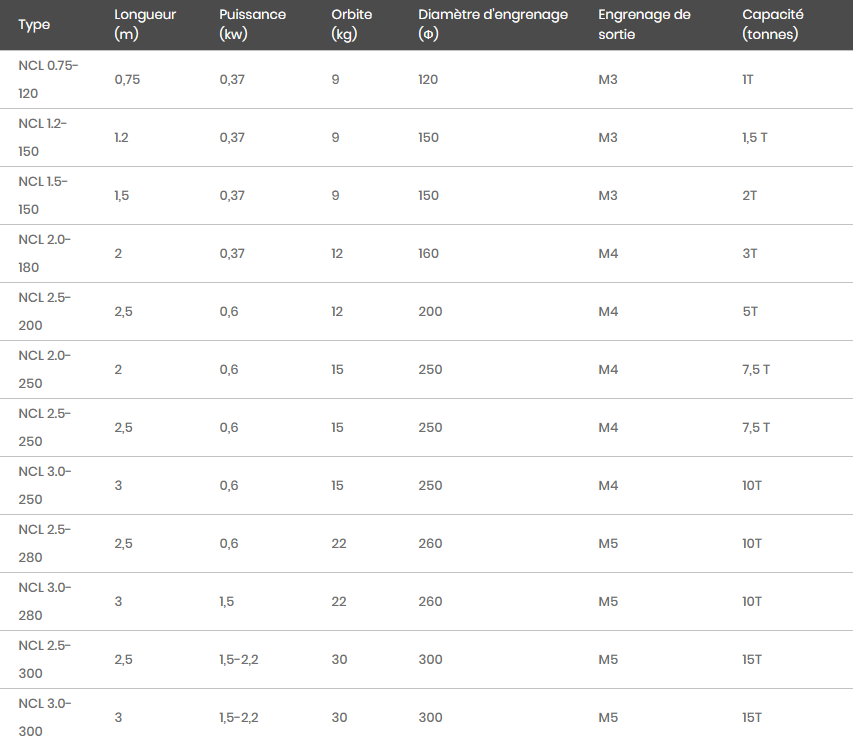 Type Longueur (m) Puissance (kw) Orbite (kg) Diamètre d'engrenage (Φ) Engrenage de sortie Capacité (tonnes)
NCL 0.75-120 0,75 0,37 9 120 M3 1T
NCL 1.2-150 1.2 0,37 9 150 M3 1,5 T
NCL 1.5-150 1,5 0,37 9 150 M3 2T
NCL 2.0-180 2 0,37 12 160 M4 3T
NCL 2.5-200 2,5 0,6 12 200 M4 5T
NCL 2.0-250 2 0,6 15 250 M4 7,5 T
NCL 2.5-250 2,5 0,6 15 250 M4 7,5 T
NCL 3.0-250 3 0,6 15 250 M4 10T
NCL 2.5-280 2,5 0,6 22 260 M5 10T
NCL 3.0-280 3 1,5 22 260 M5 10T
NCL 2.5-300 2,5 1,5-2,2 30 300 M5 15T
NCL 3.0-300 3 1,5-2,2 30 300 M5 15T